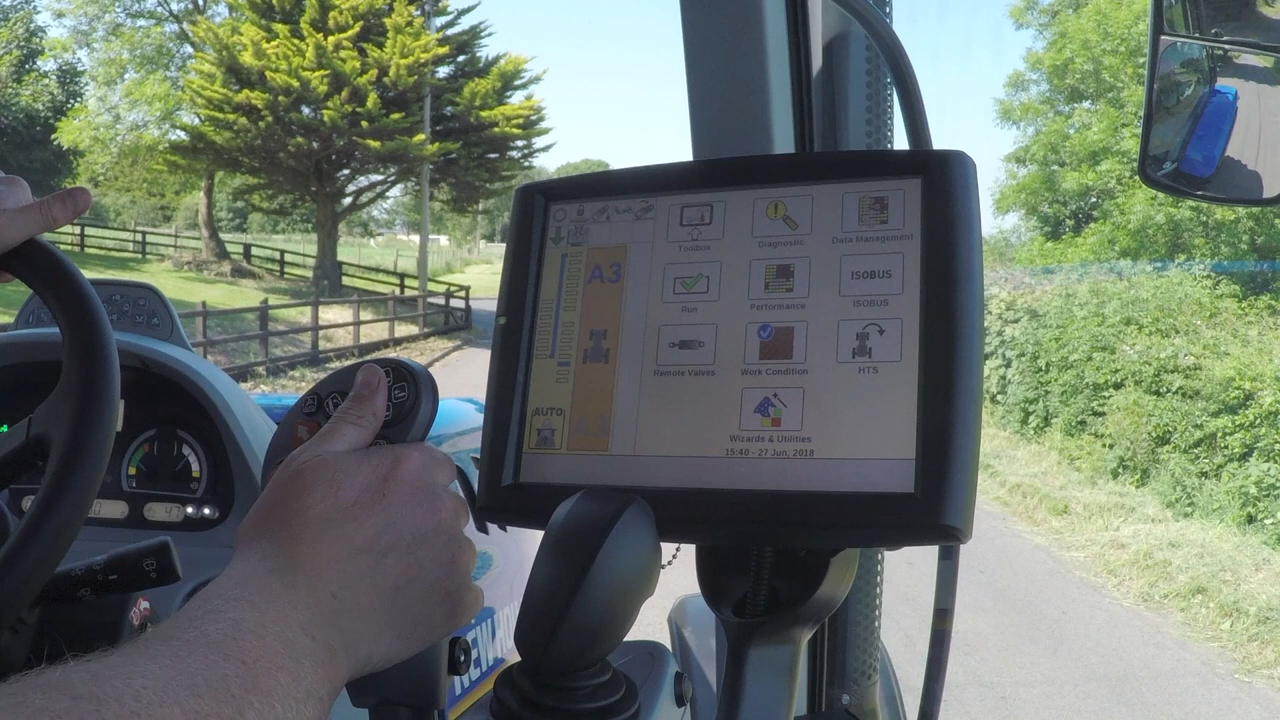 A3
Toolbox
Diagnostic
Data Management
Run
Performance
ISOBUS
ISOBUS
Remote Valves
Work Condition
HTS
AUTO
Wizards & Utilities
15:40 - 27 Jun, 2018
47
NEW HOL